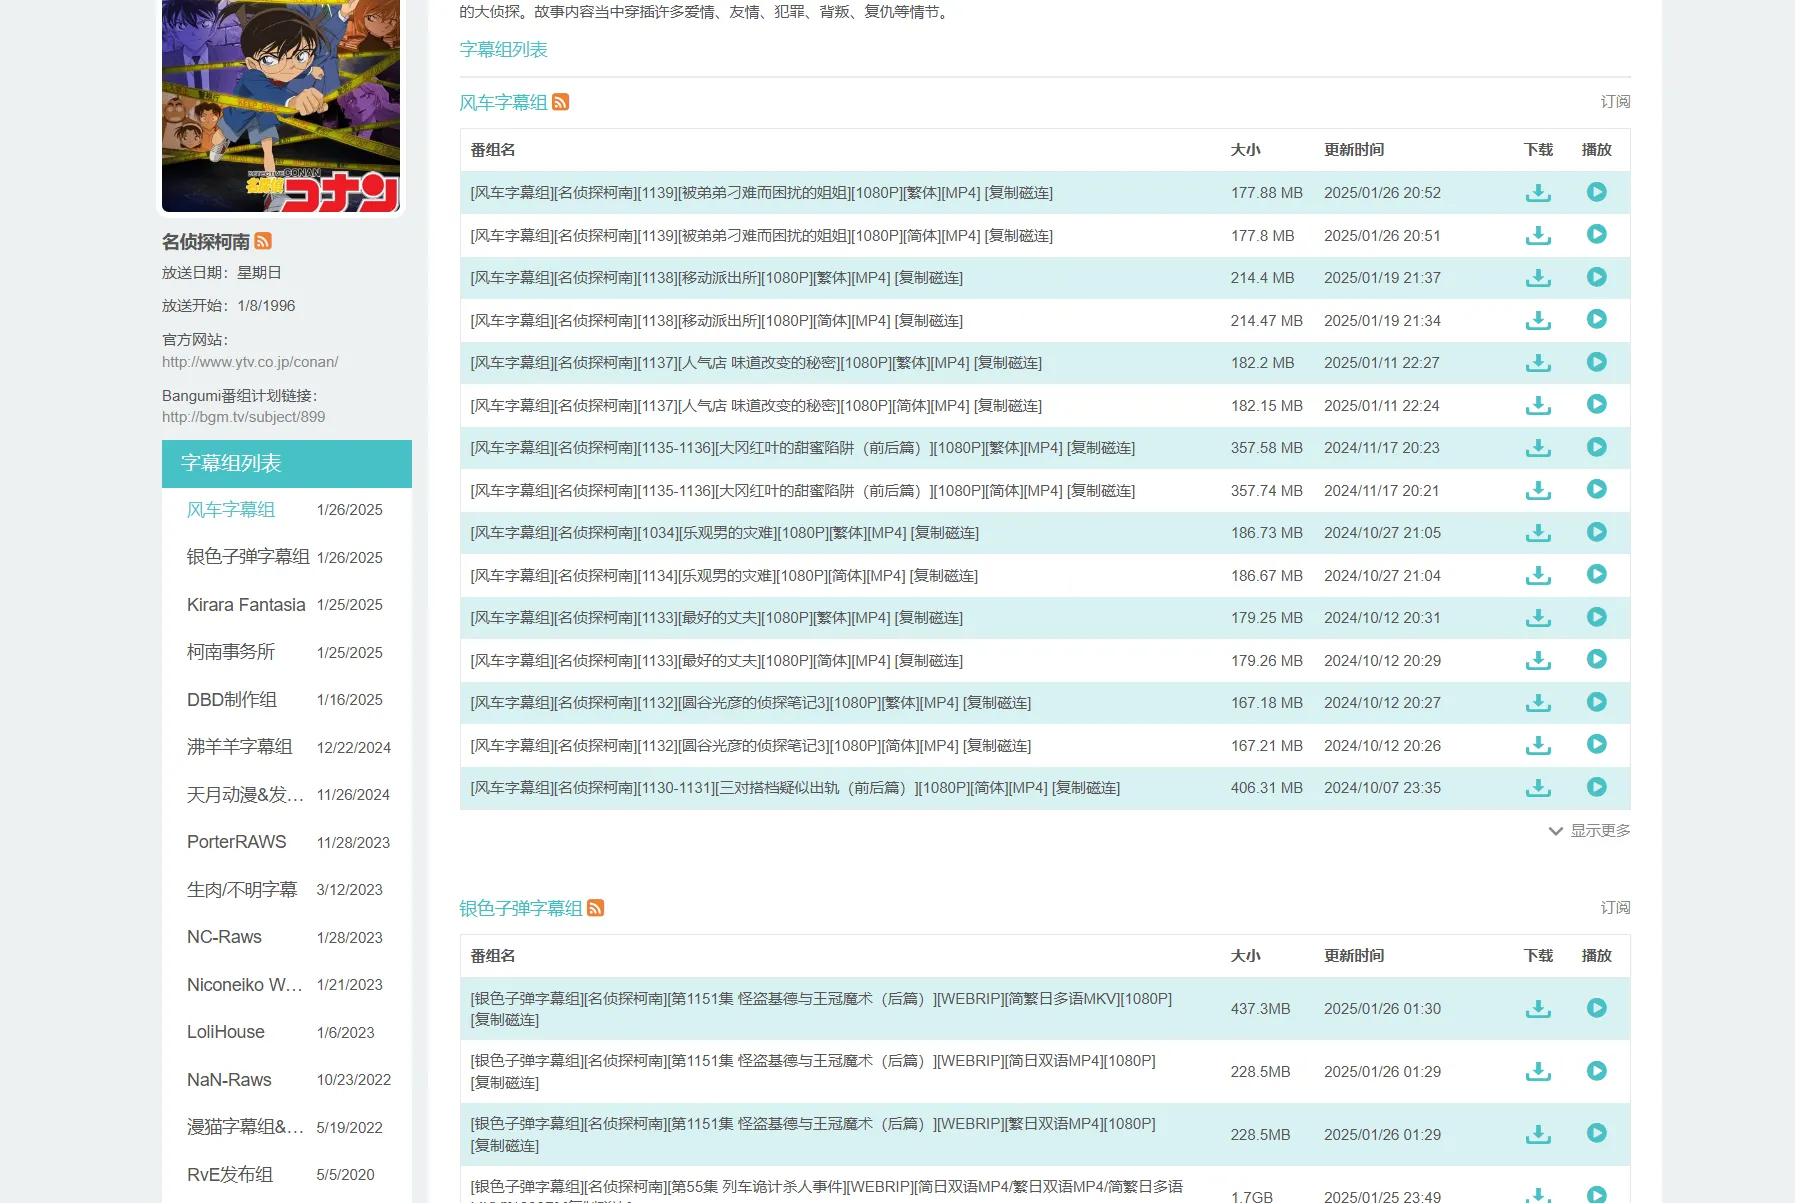 的大侦探。故事内容当中穿插许多爱情、友情、犯罪、背叛、复仇等情节。
字幕组列表
KEEP OUT
DETECTIVE CONAN
名探偵コナン
名侦探柯南
放送日期：星期日
放送开始：1/8/1996
官方网站：
http://www.ytv.co.jp/conan/
Bangumi番组计划链接：
http://bgm.tv/subject/899
字幕组列表
风车字幕组 1/26/2025
银色子弹字幕组 1/26/2025
Kirara Fantasia 1/25/2025
柯南事务所 1/25/2025
DBD制作组 1/16/2025
沸羊羊字幕组 12/22/2024
天月动漫&发… 11/26/2024
PorterRAWS 11/28/2023
生肉/不明字幕 3/12/2023
NC-Raws 1/28/2023
Niconeiko W… 1/21/2023
LoliHouse 1/6/2023
NaN-Raws 10/23/2022
漫猫字幕组&… 5/19/2022
RvE发布组 5/5/2020
风车字幕组 订阅
番组名 大小 更新时间 下载 播放
[风车字幕组][名侦探柯南][1139][被弟弟刁难而困扰的姐姐][1080P][繁体][MP4] [复制磁连] 177.88 MB 2025/01/26 20:52
[风车字幕组][名侦探柯南][1139][被弟弟刁难而困扰的姐姐][1080P][简体][MP4] [复制磁连] 177.8 MB 2025/01/26 20:51
[风车字幕组][名侦探柯南][1138][移动派出所][1080P][繁体][MP4] [复制磁连] 214.4 MB 2025/01/19 21:37
[风车字幕组][名侦探柯南][1138][移动派出所][1080P][简体][MP4] [复制磁连] 214.47 MB 2025/01/19 21:34
[风车字幕组][名侦探柯南][1137][人气店 味道改变的秘密][1080P][繁体][MP4] [复制磁连] 182.2 MB 2025/01/11 22:27
[风车字幕组][名侦探柯南][1137][人气店 味道改变的秘密][1080P][简体][MP4] [复制磁连] 182.15 MB 2025/01/11 22:24
[风车字幕组][名侦探柯南][1135-1136][大冈红叶的甜蜜陷阱（前后篇）][1080P][繁体][MP4] [复制磁连] 357.58 MB 2024/11/17 20:23
[风车字幕组][名侦探柯南][1135-1136][大冈红叶的甜蜜陷阱（前后篇）][1080P][简体][MP4] [复制磁连] 357.74 MB 2024/11/17 20:21
[风车字幕组][名侦探柯南][1034][乐观男的灾难][1080P][繁体][MP4] [复制磁连] 186.73 MB 2024/10/27 21:05
[风车字幕组][名侦探柯南][1134][乐观男的灾难][1080P][简体][MP4] [复制磁连] 186.67 MB 2024/10/27 21:04
[风车字幕组][名侦探柯南][1133][最好的丈夫][1080P][繁体][MP4] [复制磁连] 179.25 MB 2024/10/12 20:31
[风车字幕组][名侦探柯南][1133][最好的丈夫][1080P][简体][MP4] [复制磁连] 179.26 MB 2024/10/12 20:29
[风车字幕组][名侦探柯南][1132][圆谷光彦的侦探笔记3][1080P][繁体][MP4] [复制磁连] 167.18 MB 2024/10/12 20:27
[风车字幕组][名侦探柯南][1132][圆谷光彦的侦探笔记3][1080P][简体][MP4] [复制磁连] 167.21 MB 2024/10/12 20:26
[风车字幕组][名侦探柯南][1130-1131][三对搭档疑似出轨（前后篇）][1080P][简体][MP4] [复制磁连] 406.31 MB 2024/10/07 23:35
显示更多
银色子弹字幕组 订阅
番组名 大小 更新时间 下载 播放
[银色子弹字幕组][名侦探柯南][第1151集 怪盗基德与王冠魔术（后篇）][WEBRIP][简繁日多语MKV][1080P]
[复制磁连] 437.3MB 2025/01/26 01:30
[银色子弹字幕组][名侦探柯南][第1151集 怪盗基德与王冠魔术（后篇）][WEBRIP][简日双语MP4][1080P]
[复制磁连] 228.5MB 2025/01/26 01:29
[银色子弹字幕组][名侦探柯南][第1151集 怪盗基德与王冠魔术（后篇）][WEBRIP][繁日双语MP4][1080P]
[复制磁连] 228.5MB 2025/01/26 01:29
[银色子弹字幕组][名侦探柯南][第55集 列车诡计杀人事件][WEBRIP][简日双语MP4/繁日双语MP4/简繁日多语
1.7GB 2025/01/25 23:49